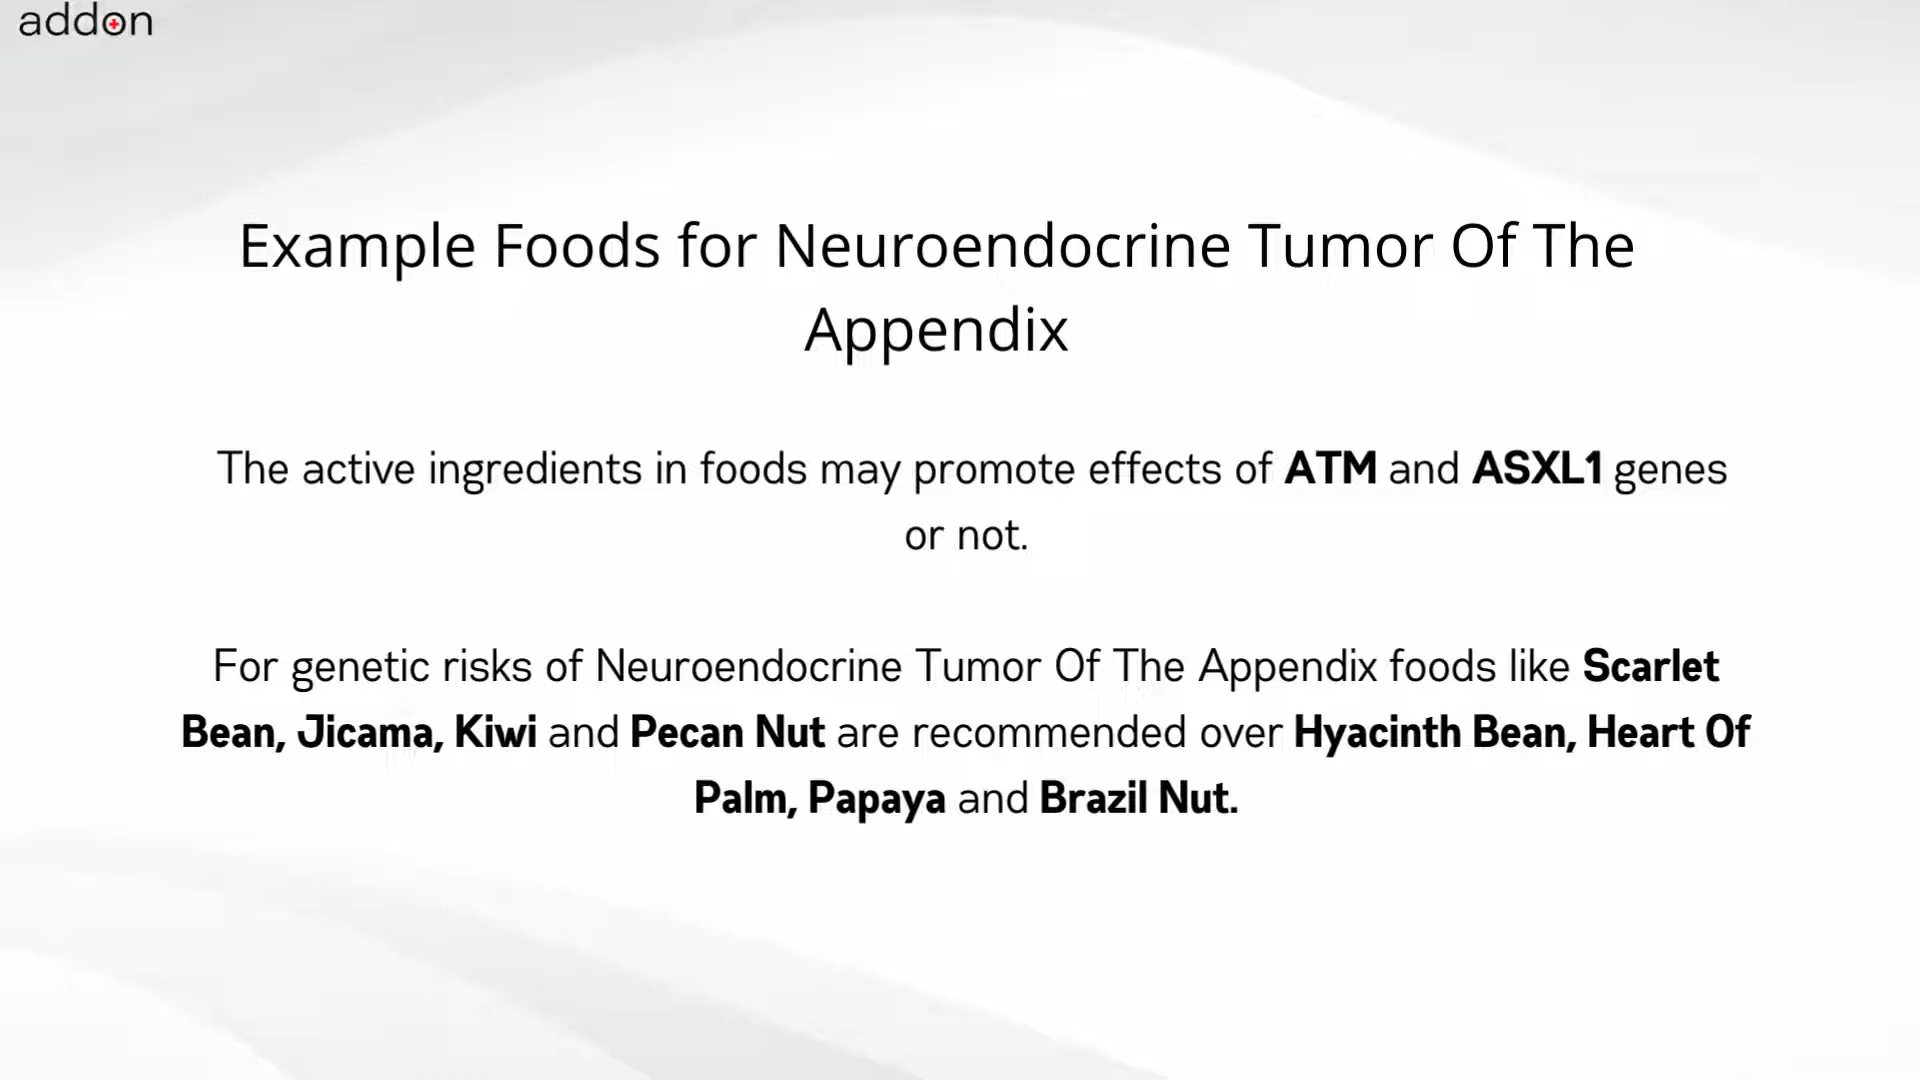 addon
Example Foods for Neuroendocrine Tumor Of The
Appendix
The active ingredients in foods may promote effects of ATM and ASXL1 genes
or not.
For genetic risks of Neuroendocrine Tumor Of The Appendix foods like Scarlet
Bean, Jicama, Kiwi and Pecan Nut are recommended over Hyacinth Bean, Heart Of
Palm, Papaya and Brazil Nut.